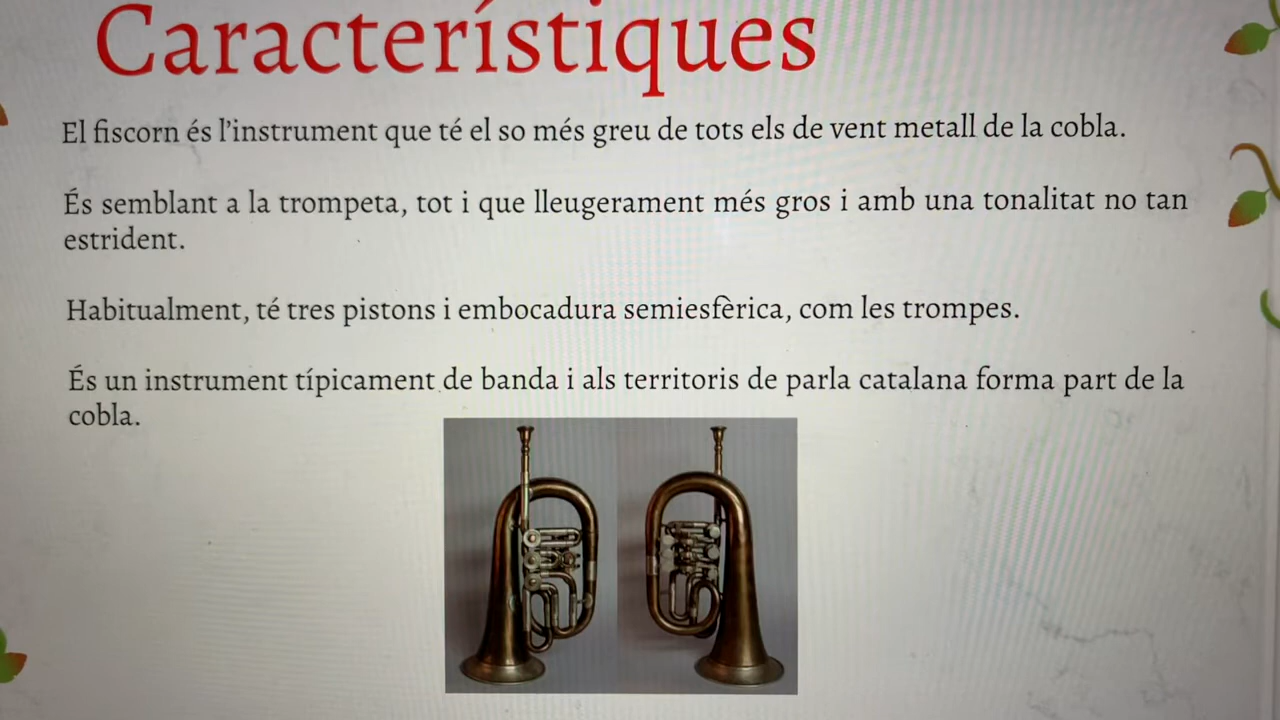 Característiques
El fiscorn és l'instrument que té el so més greu de tots els de vent metall de la cobla.
És semblant a la trompeta, tot i que lleugerament més gros i amb una tonalitat no tan
estrident.
Habitualment, té tres pistons i embocadura semiesfèrica, com les trompes.
És un instrument típicament de banda i als territoris de parla catalana forma part de la
cobla.